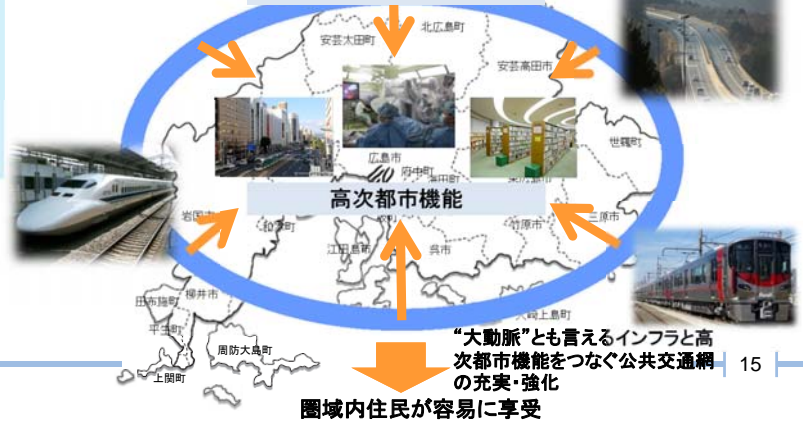 北広島町
安芸太田町
安芸高田市
世羅町
広島市
府中町
高次都市機能
岩国市
竹原市
三原市
江田島市
呉市
大崎上島町
柳井市
田布施町
平生町
周防大島町
上関町
“大動脈”とも言えるインフラと高
次都市機能をつなぐ公共交通網
の充実・強化
15
圏域内住民が容易に享受